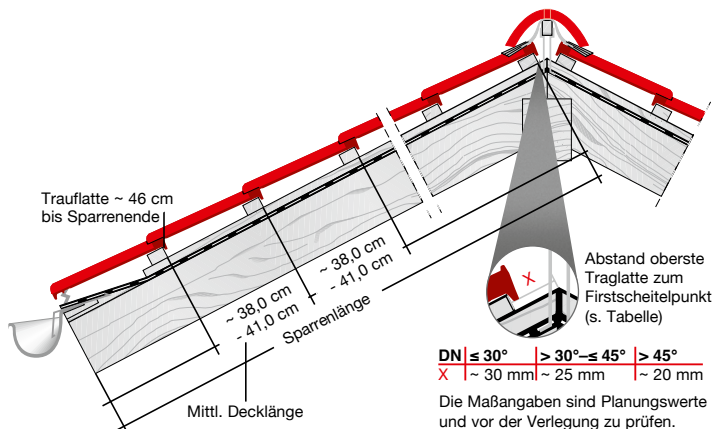 Trauflatte ~ 46 cm
bis Sparrenende
~ 38,0 cm
- 41,0 cm
~ 38,0 cm
- 41,0 cm
Sparrenlänge
Mittl. Decklänge
X
Abstand oberste
Traglatte zum
Firstscheitelpunkt
(s. Tabelle)
DN ≤ 30° > 30°–≤ 45° > 45°
X ~ 30 mm ~ 25 mm ~ 20 mm
Die Maßangaben sind Planungswerte
und vor der Verlegung zu prüfen.